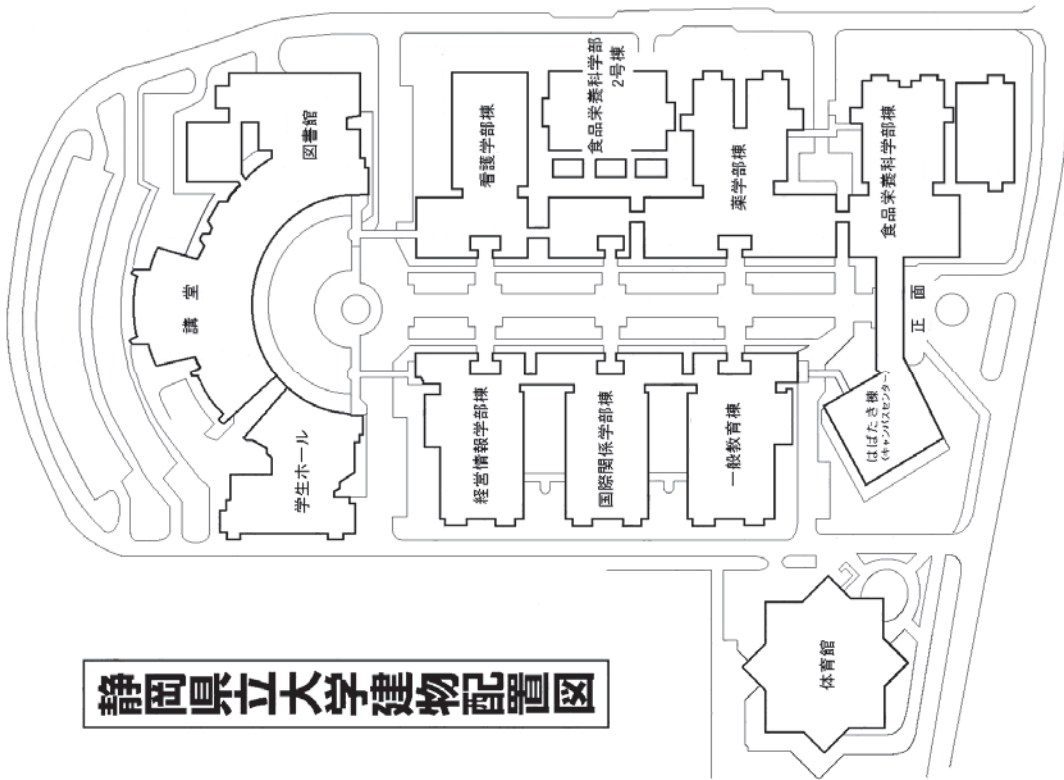 静岡県立大学建物配置図
図書館
講堂
学生ホール
看護学部棟
食品栄養科学部
2号棟
薬学部棟
食品栄養科学部棟
経営情報学部棟
国際関係学部棟
一般教育棟
はばたき棟
(キャンパスセンター)
正面
体育館